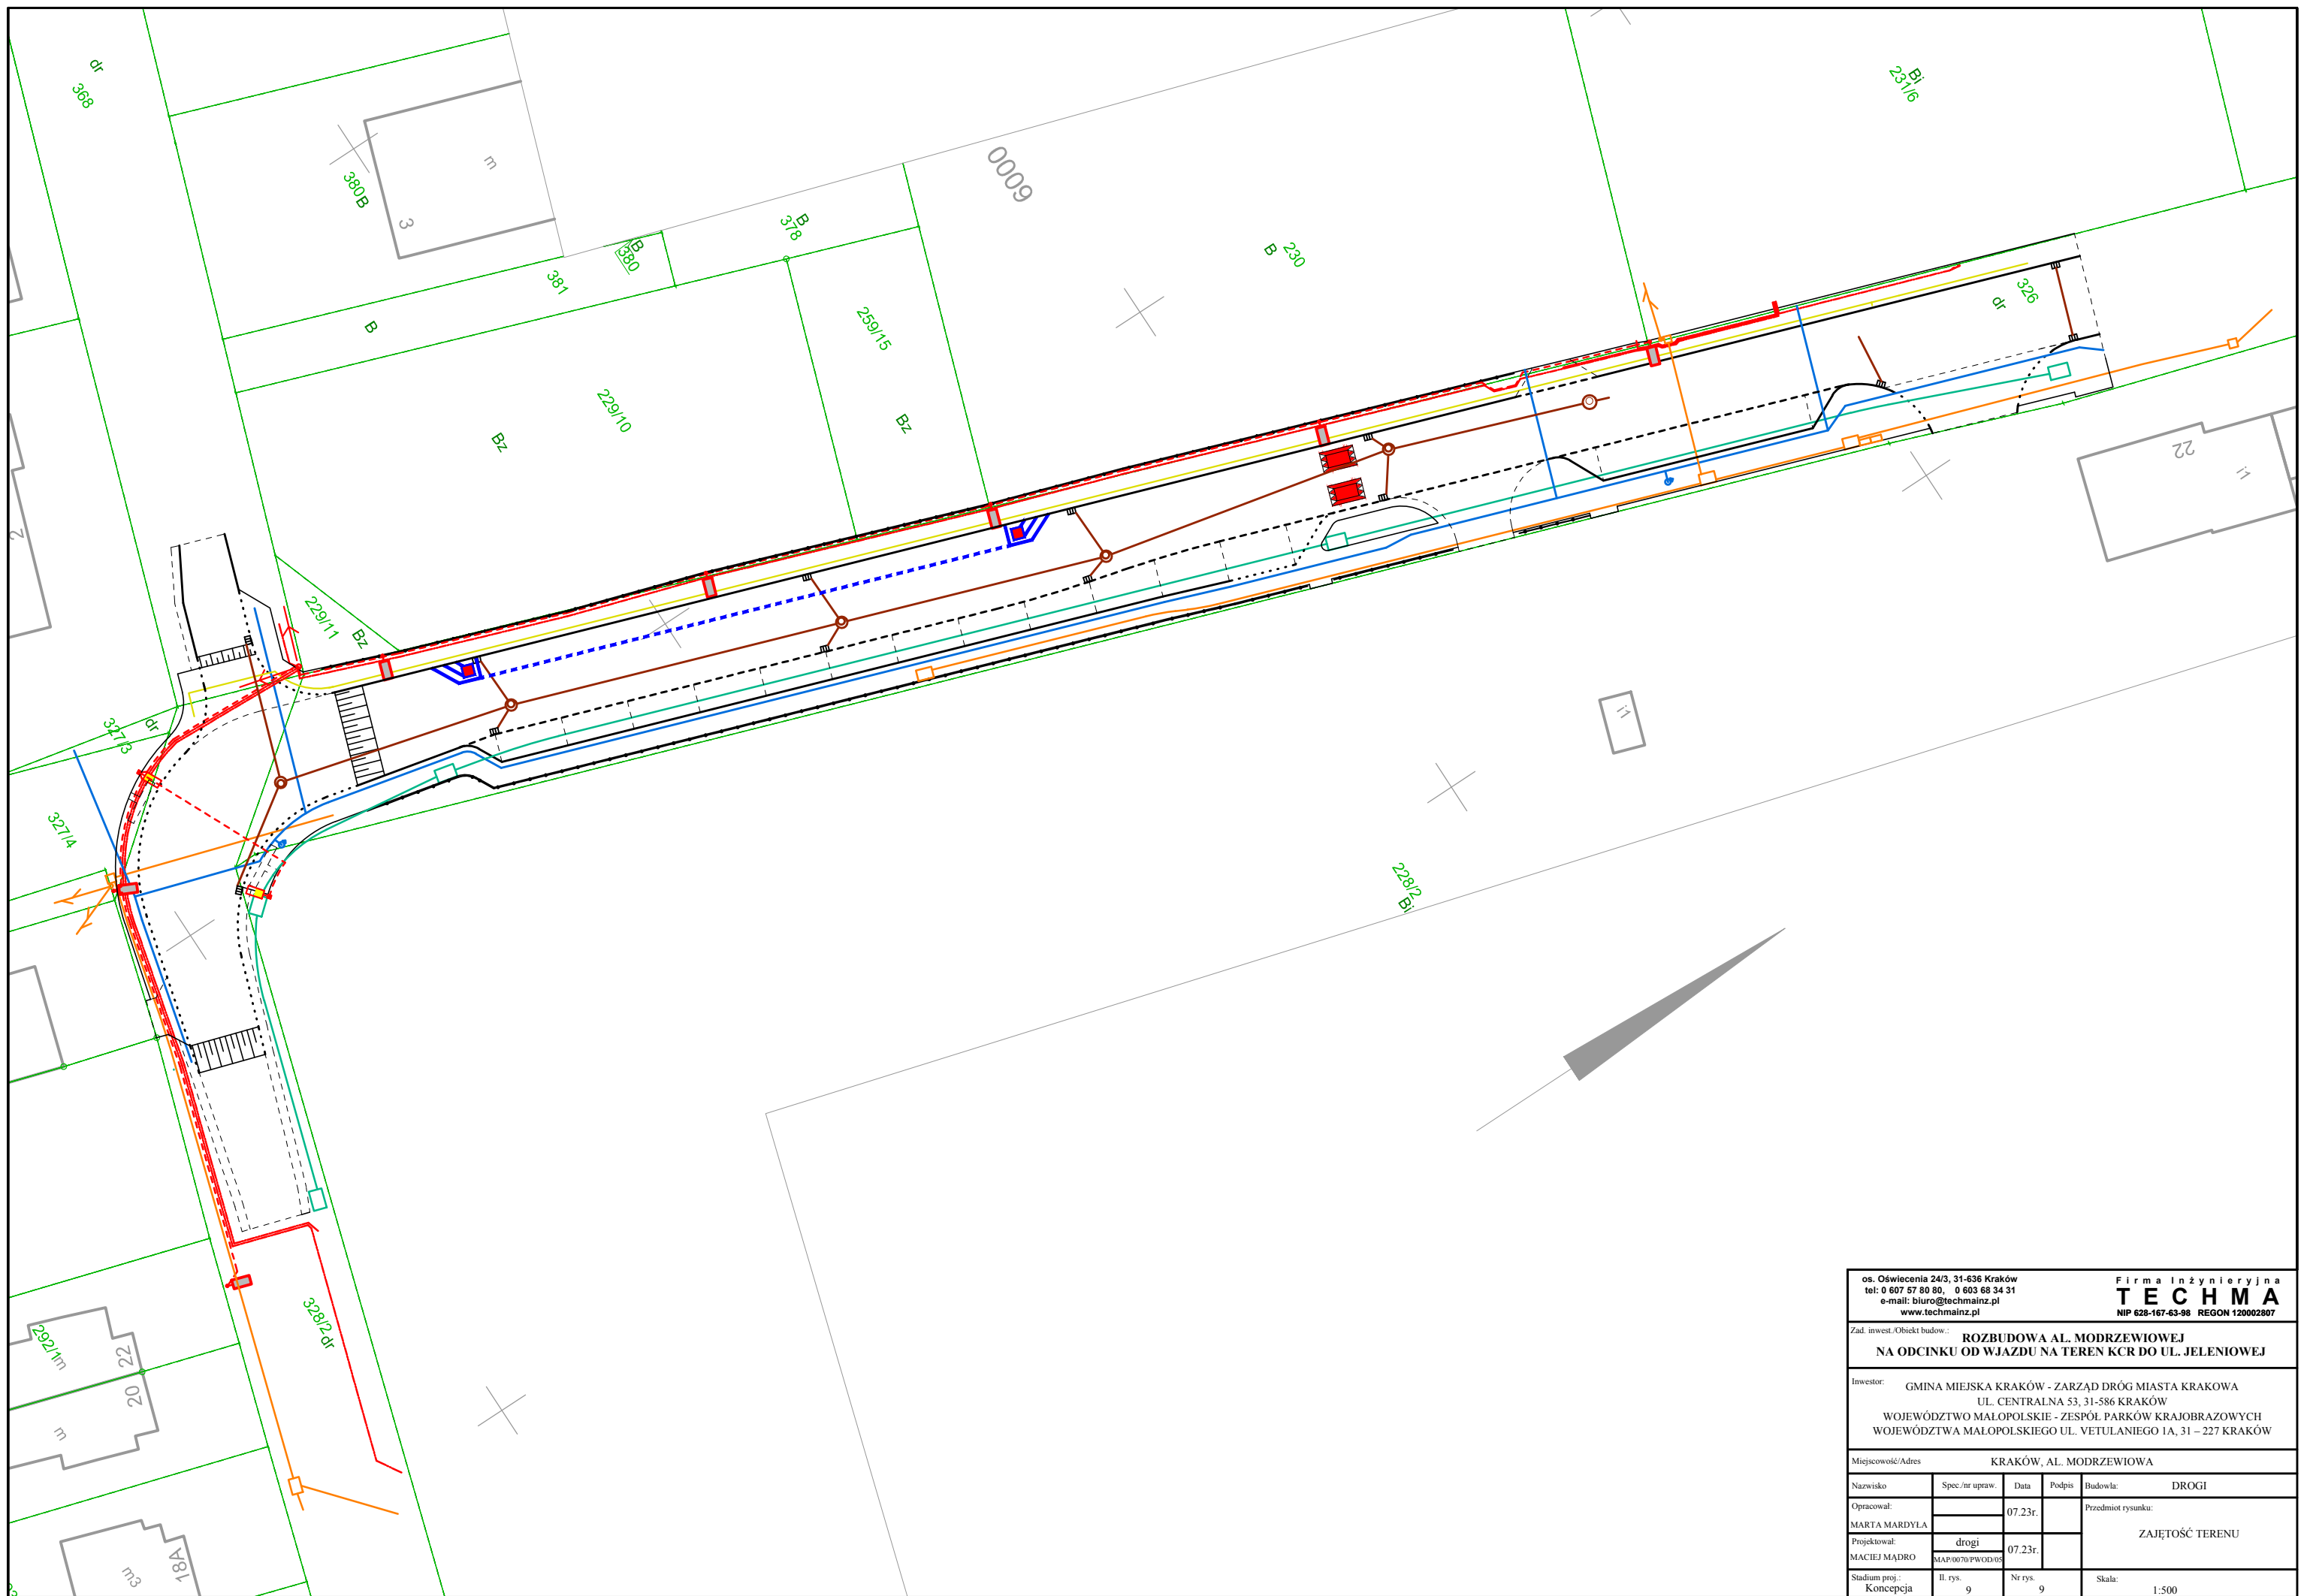 dr
368
380B
m
3
B
380
B
378
381
B
0009
B
230
Bi
231/6
259/15
Bz
229/10
Bz
326
dr
22
i1
2
229/11
Bz
327/3
dr
327/4
i1
228/2
Bi
328/2
dr
292/1
m
22
20
m
m3
18A
os. Oświecenia 24/3, 31-636 Kraków
tel: 0 607 57 80 80, 0 603 68 34 31
e-mail: biuro@techmainz.pl
www.techmainz.pl
Firma Inżynieryjna
TECHMA
NIP 628-167-63-98 REGON 120002807
Zad. inwest./Obiekt budow.:
ROZBUDOWA AL. MODRZEWIOWEJ
NA ODCINKU OD WJAZDU NA TEREN KCR DO UL. JELENIOWEJ
Inwestor:
GMINA MIEJSKA KRAKÓW - ZARZĄD DRÓG MIASTA KRAKOWA
UL. CENTRALNA 53, 31-586 KRAKÓW
WOJEWÓDZTWO MAŁOPOLSKIE - ZESPÓŁ PARKÓW KRAJOBRAZOWYCH
WOJEWÓDZTWA MAŁOPOLSKIEGO UL. VETULANIEGO 1A, 31 – 227 KRAKÓW
Miejscowość/Adres KRAKÓW, AL. MODRZEWIOWA
Nazwisko Spec./nr upraw. Data Podpis Budowla: DROGI
Opracował:
MARTA MARDYŁA
07.23r.
Przedmiot rysunku:
ZAJĘTOŚĆ TERENU
Projektował:
MACIEJ MĄDRO
drogi
MAP/0070/PWOD/05
07.23r.
Stadium proj.:
Koncepcja
Il. rys.
9
Nr rys.
9
Skala:
1:500